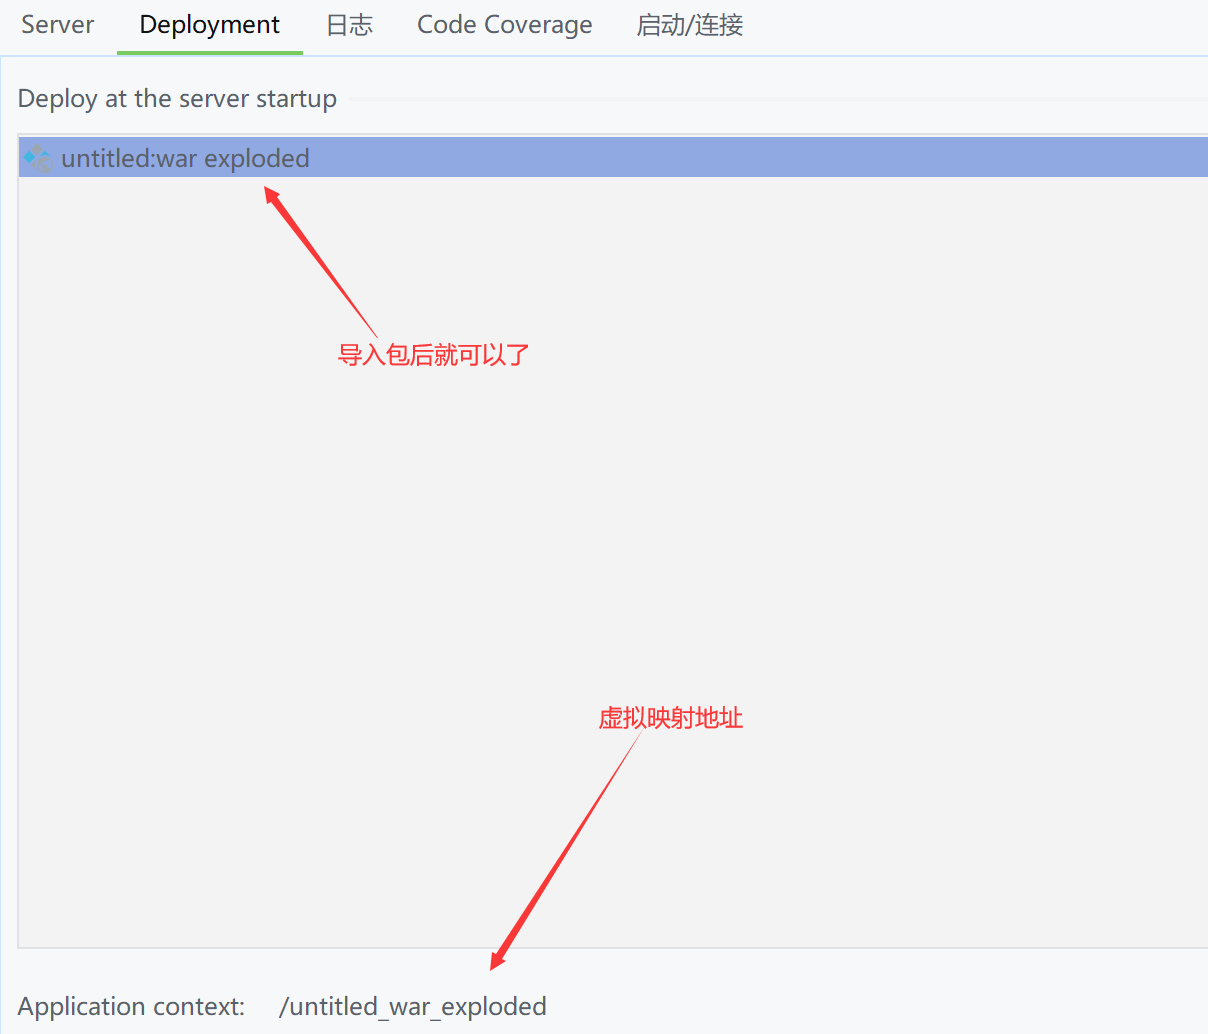 Server Deployment 日志 Code Coverage 启动/连接
Deploy at the server startup
untitled:war exploded
导入包后就可以了
虚拟映射地址
Application context: /untitled_war_exploded